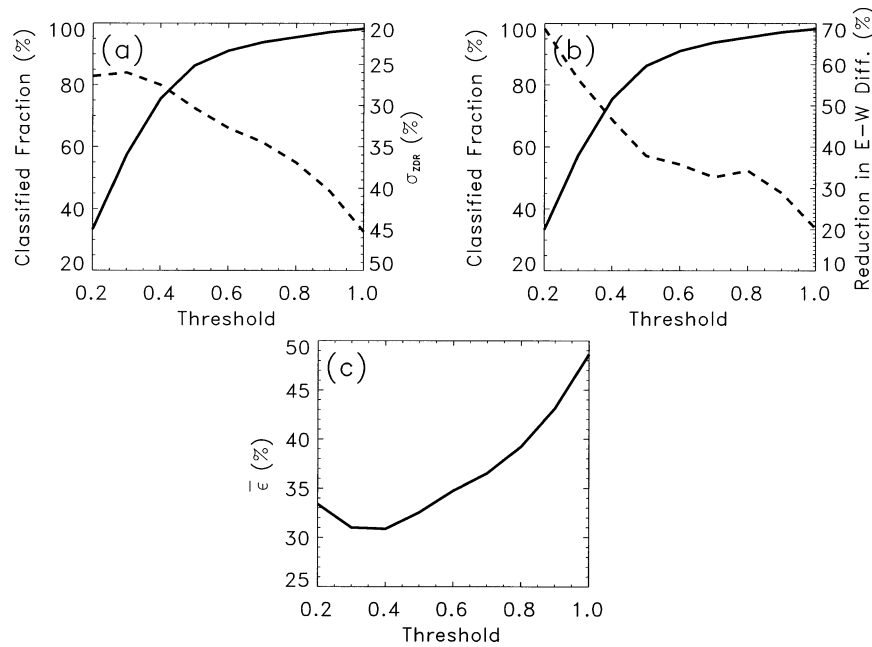 (a)
Classified Fraction (%)
100
80
60
40
20
20
25
30
35
40
45
50
σZDR (%)
0.2 0.4 0.6 0.8 1.0
Threshold
(b)
Classified Fraction (%)
100
80
60
40
20
70
60
50
40
30
20
10
Reduction in E−W Diff. (%)
0.2 0.4 0.6 0.8 1.0
Threshold
(c)
ε̄ (%)
50
45
40
35
30
25
0.2 0.4 0.6 0.8 1.0
Threshold